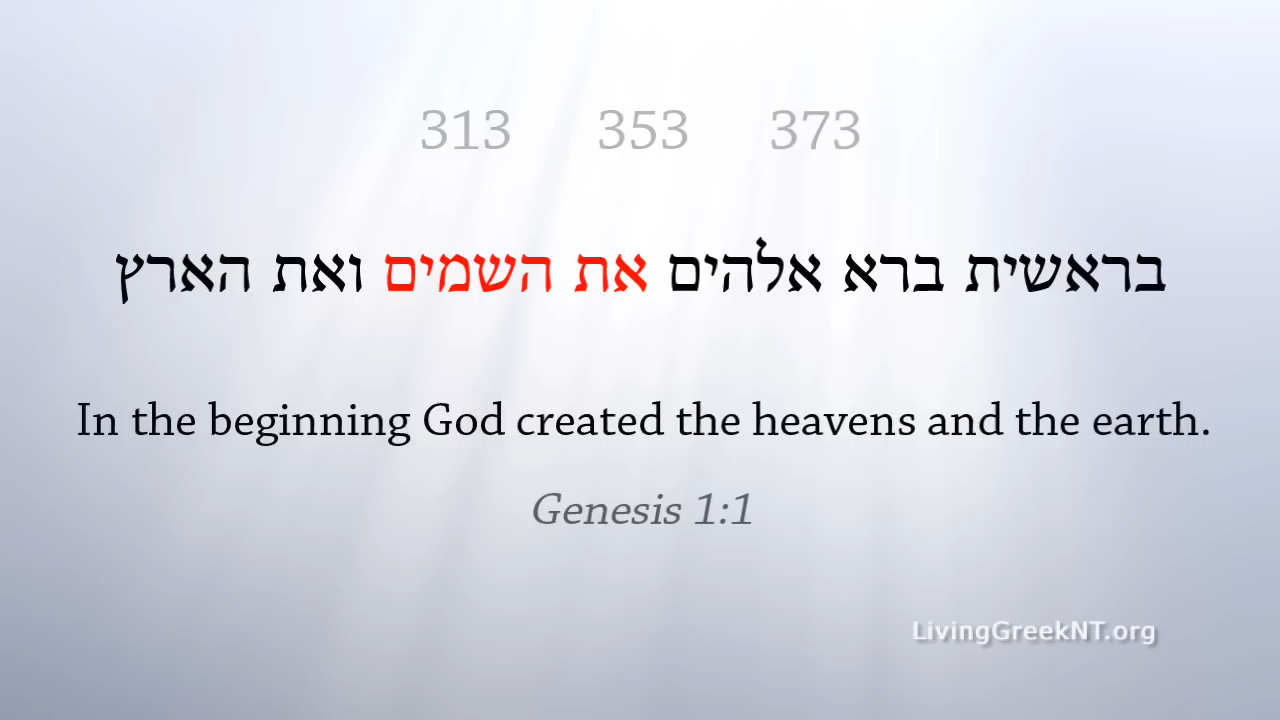 313 353 373
בראשית ברא אלהים את השמים ואת הארץ
In the beginning God created the heavens and the earth.
Genesis 1:1
LivingGreekNT.org